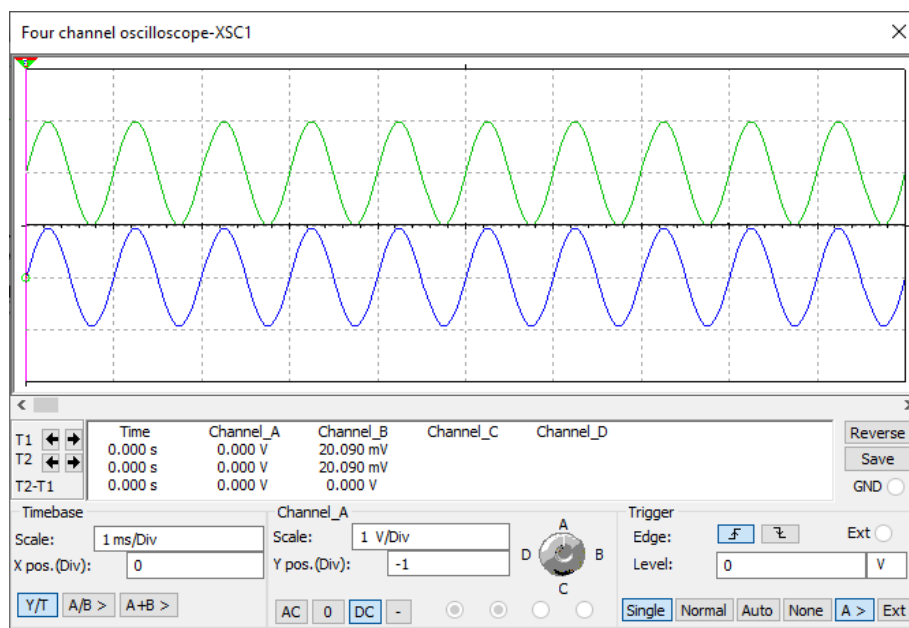 Four channel oscilloscope-XSC1
Time Channel_A Channel_B Channel_C Channel_D
T1 0.000 s 0.000 V 20.090 mV
T2 0.000 s 0.000 V 20.090 mV
T2-T1 0.000 s 0.000 V 0.000 V
Reverse
Save
GND
Timebase
Scale: 1 ms/Div
X pos.(Div): 0
Y/T A/B > A+B >
Channel_A
Scale: 1 V/Div
Y pos.(Div): -1
AC 0 DC -
A
D B
C
Trigger
Edge: Ext
Level: 0 V
Single Normal Auto None A > Ext